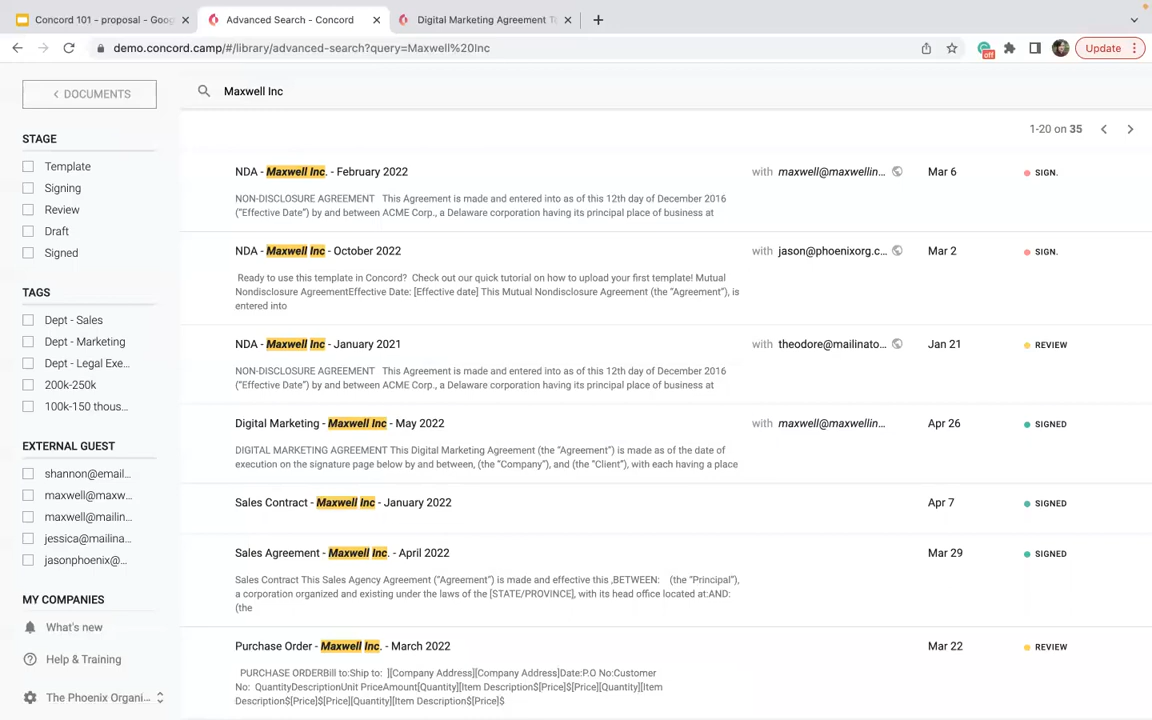 Concord 101 - proposal - Goog
Advanced Search - Concord
Digital Marketing Agreement T
demo.concord.camp/#/library/advanced-search?query=Maxwell%20Inc
off
Update
DOCUMENTS
Maxwell Inc
1-20 on 35
STAGE
Template
Signing
Review
Draft
Signed
TAGS
Dept - Sales
Dept - Marketing
Dept - Legal Exe...
200k-250k
100k-150 thous...
EXTERNAL GUEST
shannon@email...
maxwell@maxw...
maxwell@mailin...
jessica@mailina...
jasonphoenix@...
MY COMPANIES
What's new
Help & Training
The Phoenix Organi...
NDA - Maxwell Inc. - February 2022 with maxwell@maxwellin... Mar 6 SIGN.
NON-DISCLOSURE AGREEMENT This Agreement is made and entered into as of this 12th day of December 2016
("Effective Date") by and between ACME Corp., a Delaware corporation having its principal place of business at
NDA - Maxwell Inc - October 2022 with jason@phoenixorg.c... Mar 2 SIGN.
Ready to use this template in Concord? Check out our quick tutorial on how to upload your first template! Mutual
Nondisclosure AgreementEffective Date: [Effective date] This Mutual Nondisclosure Agreement (the "Agreement"), is
entered into
NDA - Maxwell Inc - January 2021 with theodore@mailinato... Jan 21 REVIEW
NON-DISCLOSURE AGREEMENT This Agreement is made and entered into as of this 12th day of December 2016
("Effective Date") by and between ACME Corp., a Delaware corporation having its principal place of business at
Digital Marketing - Maxwell Inc - May 2022 with maxwell@maxwellin... Apr 26 SIGNED
DIGITAL MARKETING AGREEMENT This Digital Marketing Agreement (the "Agreement") is made as of the date of
execution on the signature page below by and between, (the "Company"), and (the "Client"), with each having a place
Sales Contract - Maxwell Inc - January 2022 Apr 7 SIGNED
Sales Agreement - Maxwell Inc. - April 2022 Mar 29 SIGNED
Sales Contract This Sales Agency Agreement ("Agreement") is made and effective this ,BETWEEN: (the "Principal"),
a corporation organized and existing under the laws of the [STATE/PROVINCE], with its head office located at:AND:
(the
Purchase Order - Maxwell Inc. - March 2022 Mar 22 REVIEW
PURCHASE ORDERBill to:Ship to: ][Company Address][Company Address]Date:P.O No:Customer
No: QuantityDescriptionUnit PriceAmount[Quantity][Item Description$[Price]$[Price][Quantity][Item
Description$[Price]$[Price][Quantity][Item Description$[Price]$